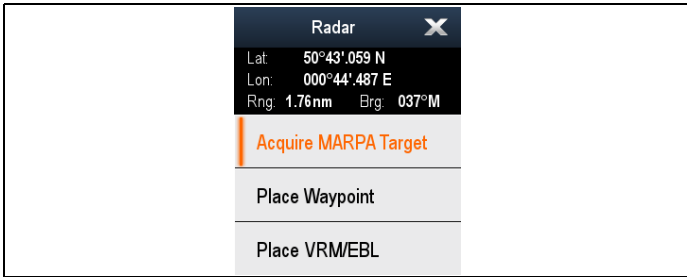 Radar X
Lat: 50°43'.059 N
Lon: 000°44'.487 E
Rng: 1.76nm Brg: 037°M
Acquire MARPA Target
Place Waypoint
Place VRM/EBL